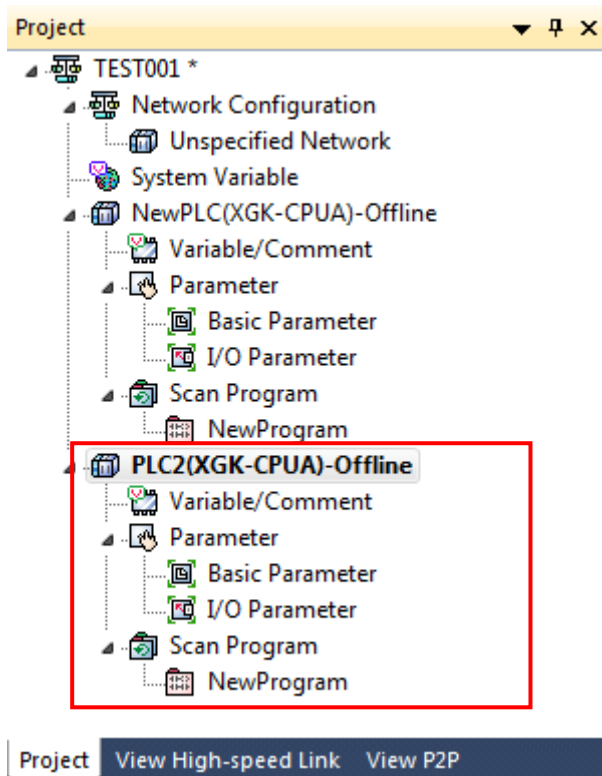 Project
TEST001 *
Network Configuration
Unspecified Network
System Variable
NewPLC(XGK-CPUA)-Offline
Variable/Comment
Parameter
Basic Parameter
I/O Parameter
Scan Program
NewProgram
PLC2(XGK-CPUA)-Offline
Variable/Comment
Parameter
Basic Parameter
I/O Parameter
Scan Program
NewProgram
Project View High-speed Link View P2P